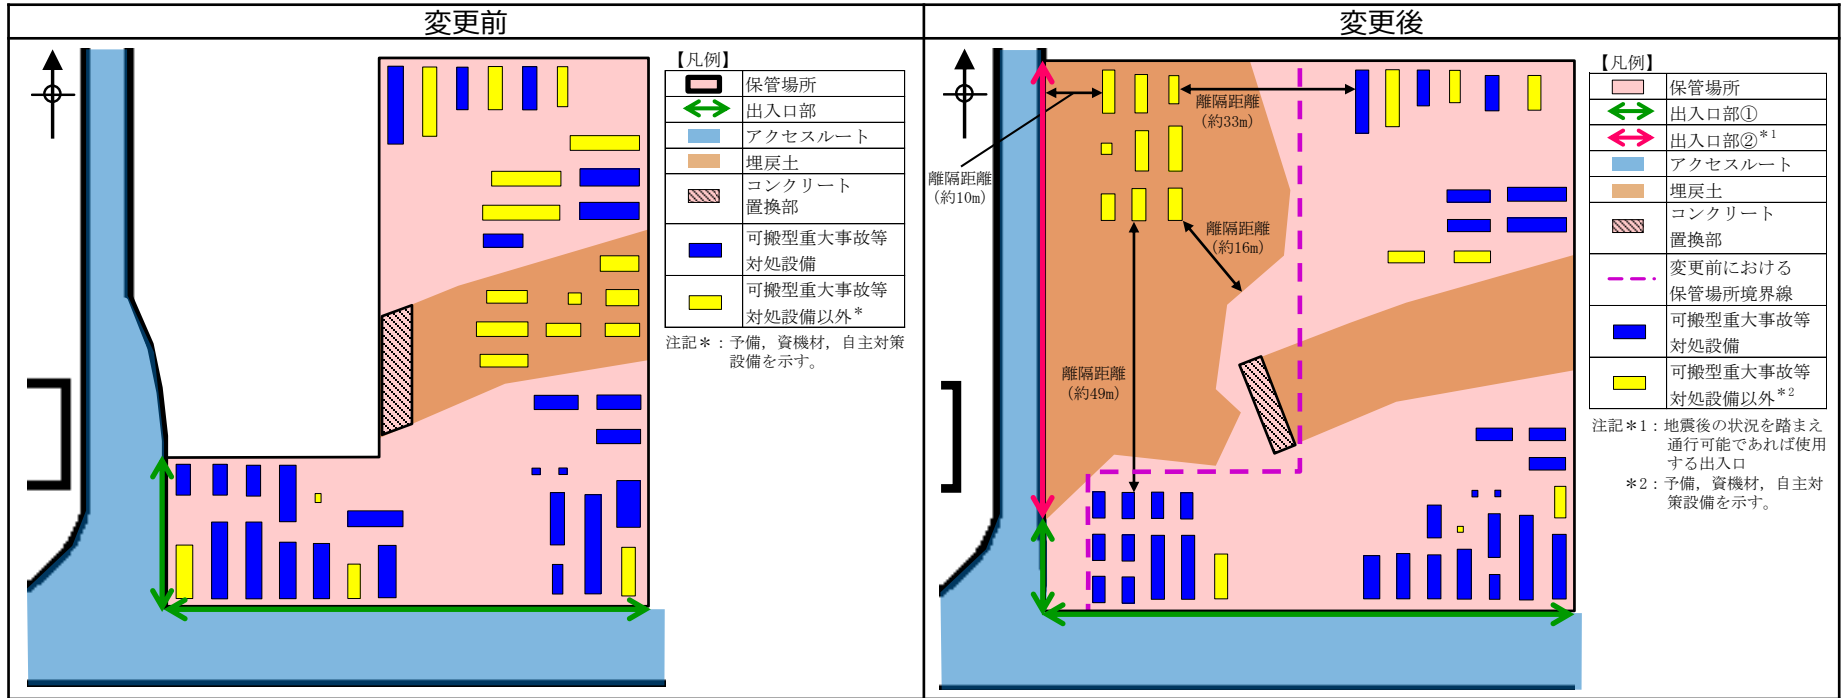 変更前
【凡例】
保管場所
出入口部
アクセスルート
埋戻土
コンクリート
置換部
可搬型重大事故等
対処設備
可搬型重大事故等
対処設備以外*
注記*:予備,資機材,自主対策
設備を示す。
変更後
離隔距離
(約33m)
離隔距離
(約10m)
離隔距離
(約16m)
離隔距離
(約49m)
【凡例】
保管場所
出入口部①
出入口部②*1
アクセスルート
埋戻土
コンクリート
置換部
変更前における
保管場所境界線
可搬型重大事故等
対処設備
可搬型重大事故等
対処設備以外*2
注記*1:地震後の状況を踏まえ
通行可能であれば使用
する出入口
*2:予備,資機材,自主対
策設備を示す。